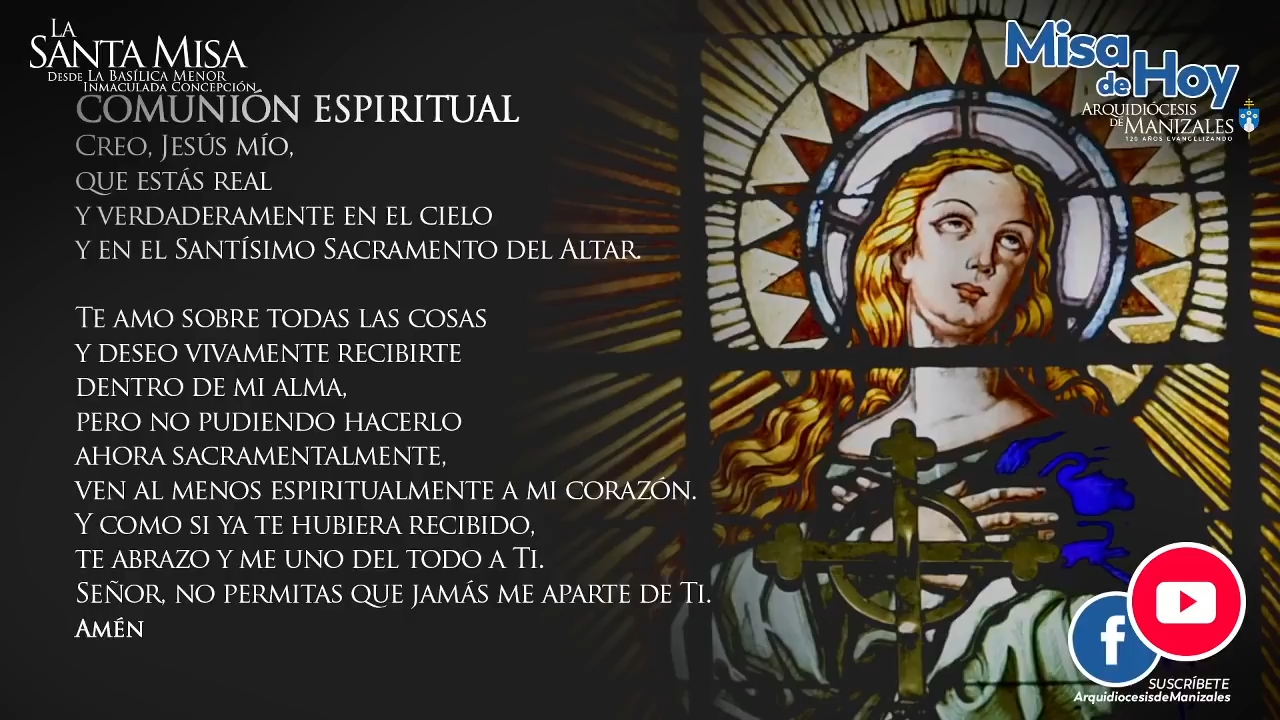 LA
SANTA MISA
DESDE LA BASÍLICA MENOR
INMACULADA CONCEPCIÓN
COMUNIÓN ESPIRITUAL
CREO, JESÚS MÍO,
QUE ESTÁS REAL
Y VERDADERAMENTE EN EL CIELO
Y EN EL SANTÍSIMO SACRAMENTO DEL ALTAR.
TE AMO SOBRE TODAS LAS COSAS
Y DESEO VIVAMENTE RECIBIRTE
DENTRO DE MI ALMA,
PERO NO PUDIENDO HACERLO
AHORA SACRAMENTALMENTE,
VEN AL MENOS ESPIRITUALMENTE A MI CORAZÓN.
Y COMO SI YA TE HUBIERA RECIBIDO,
TE ABRAZO Y ME UNO DEL TODO A TI.
SEÑOR, NO PERMITAS QUE JAMÁS ME APARTE DE TI.
AMÉN
Misa
de Hoy
ARQUIDIÓCESIS
DE MANIZALES
120 AÑOS EVANGELIZANDO
f
SUSCRÍBETE
ArquidiocesisdeManizales